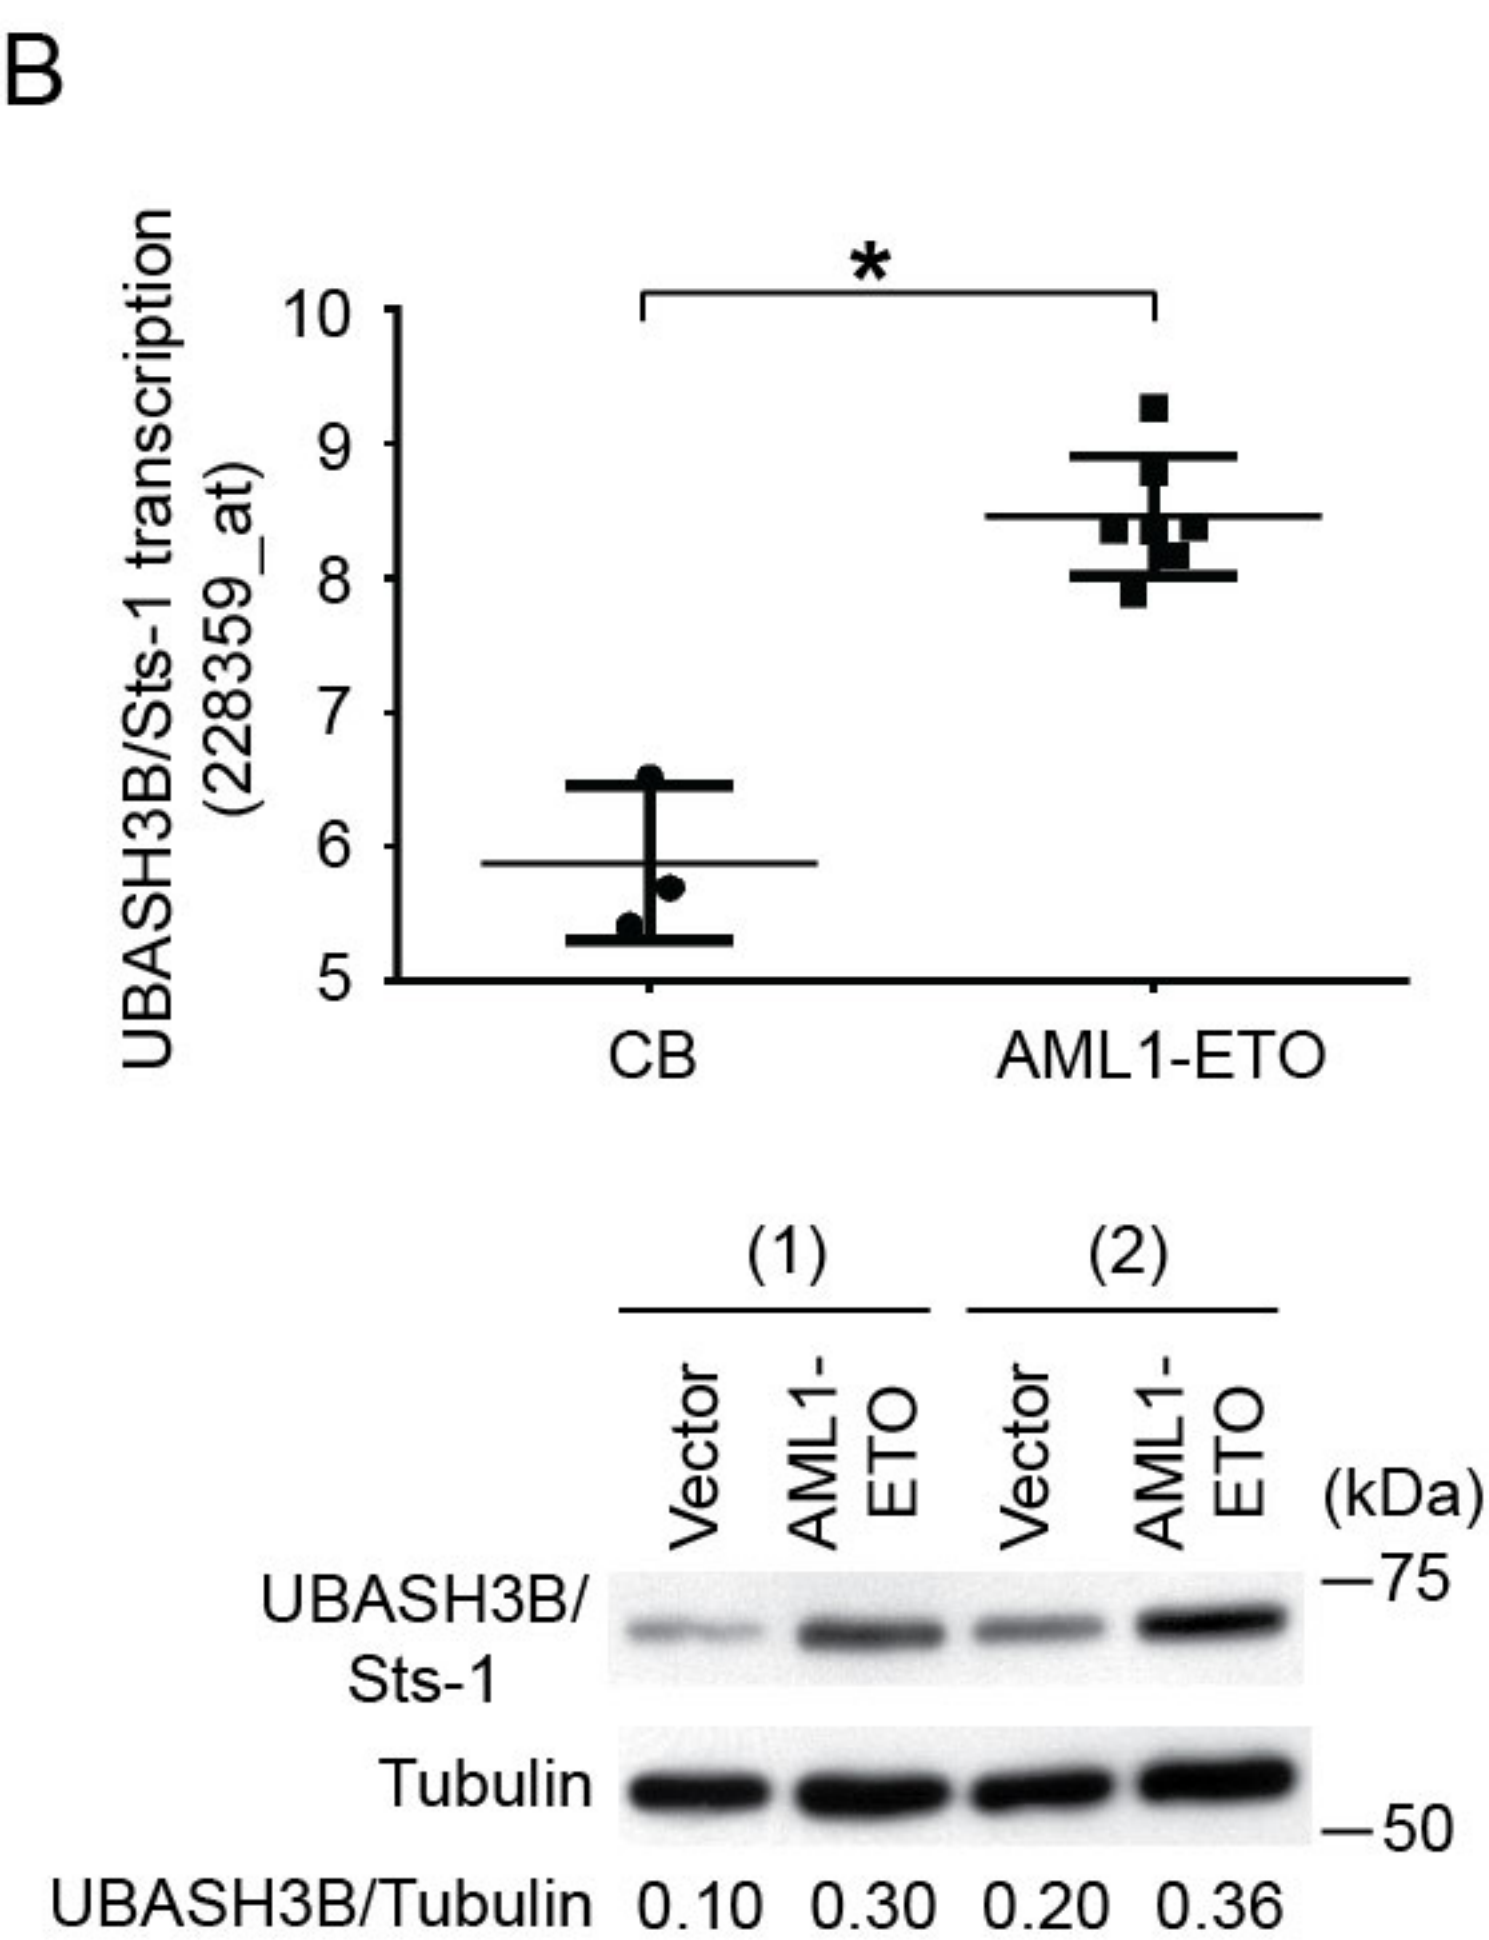 B
UBASH3B/Sts-1 transcription
(228359_at)
*
10
9
8
7
6
5
CB AML1-ETO
(1) (2)
Vector AML1-ETO Vector AML1-ETO
(kDa)
UBASH3B/
Sts-1
—75
Tubulin
—50
UBASH3B/Tubulin 0.10 0.30 0.20 0.36